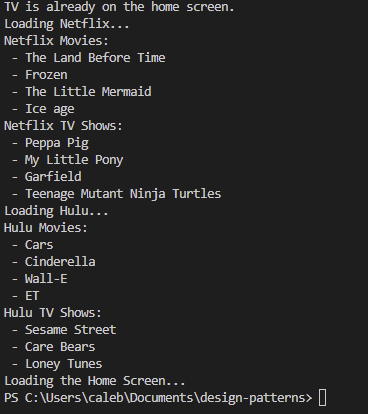 TV is already on the home screen.
Loading Netflix...
Netflix Movies:
 - The Land Before Time
 - Frozen
 - The Little Mermaid
 - Ice age
Netflix TV Shows:
 - Peppa Pig
 - My Little Pony
 - Garfield
 - Teenage Mutant Ninja Turtles
Loading Hulu...
Hulu Movies:
 - Cars
 - Cinderella
 - Wall-E
 - ET
Hulu TV Shows:
 - Sesame Street
 - Care Bears
 - Loney Tunes
Loading the Home Screen...
PS C:\Users\caleb\Documents\design-patterns>